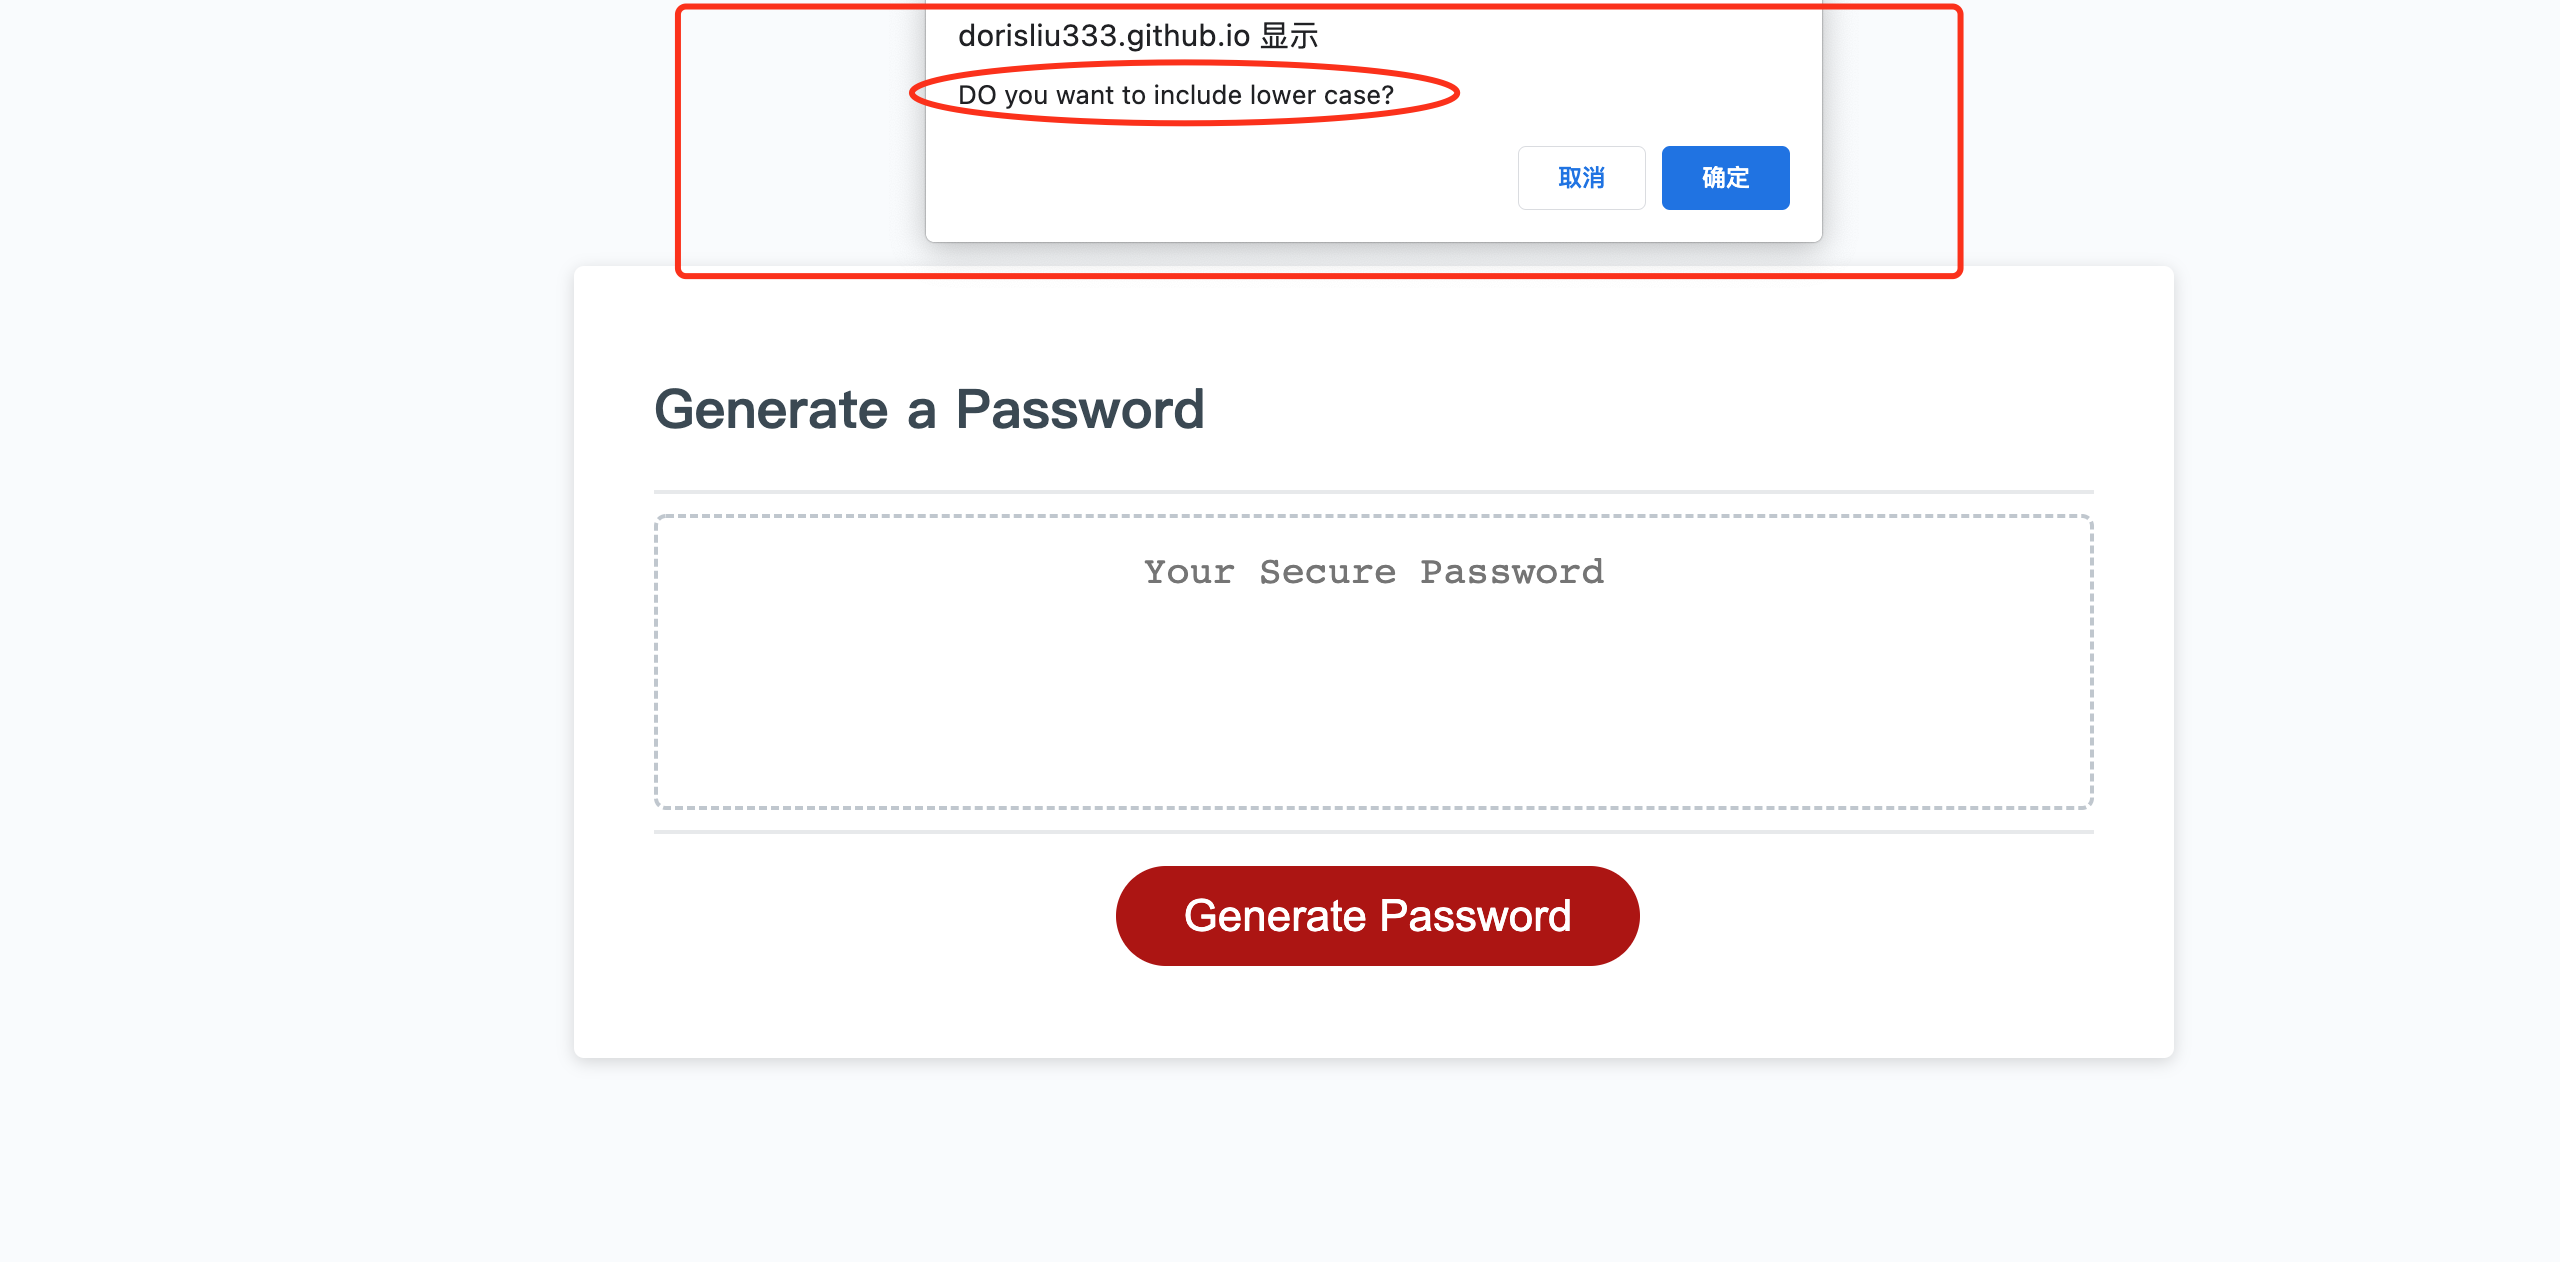 dorisliu333.github.io 显示
DO you want to include lower case?
取消 确定
Generate a Password
Your Secure Password
Generate Password